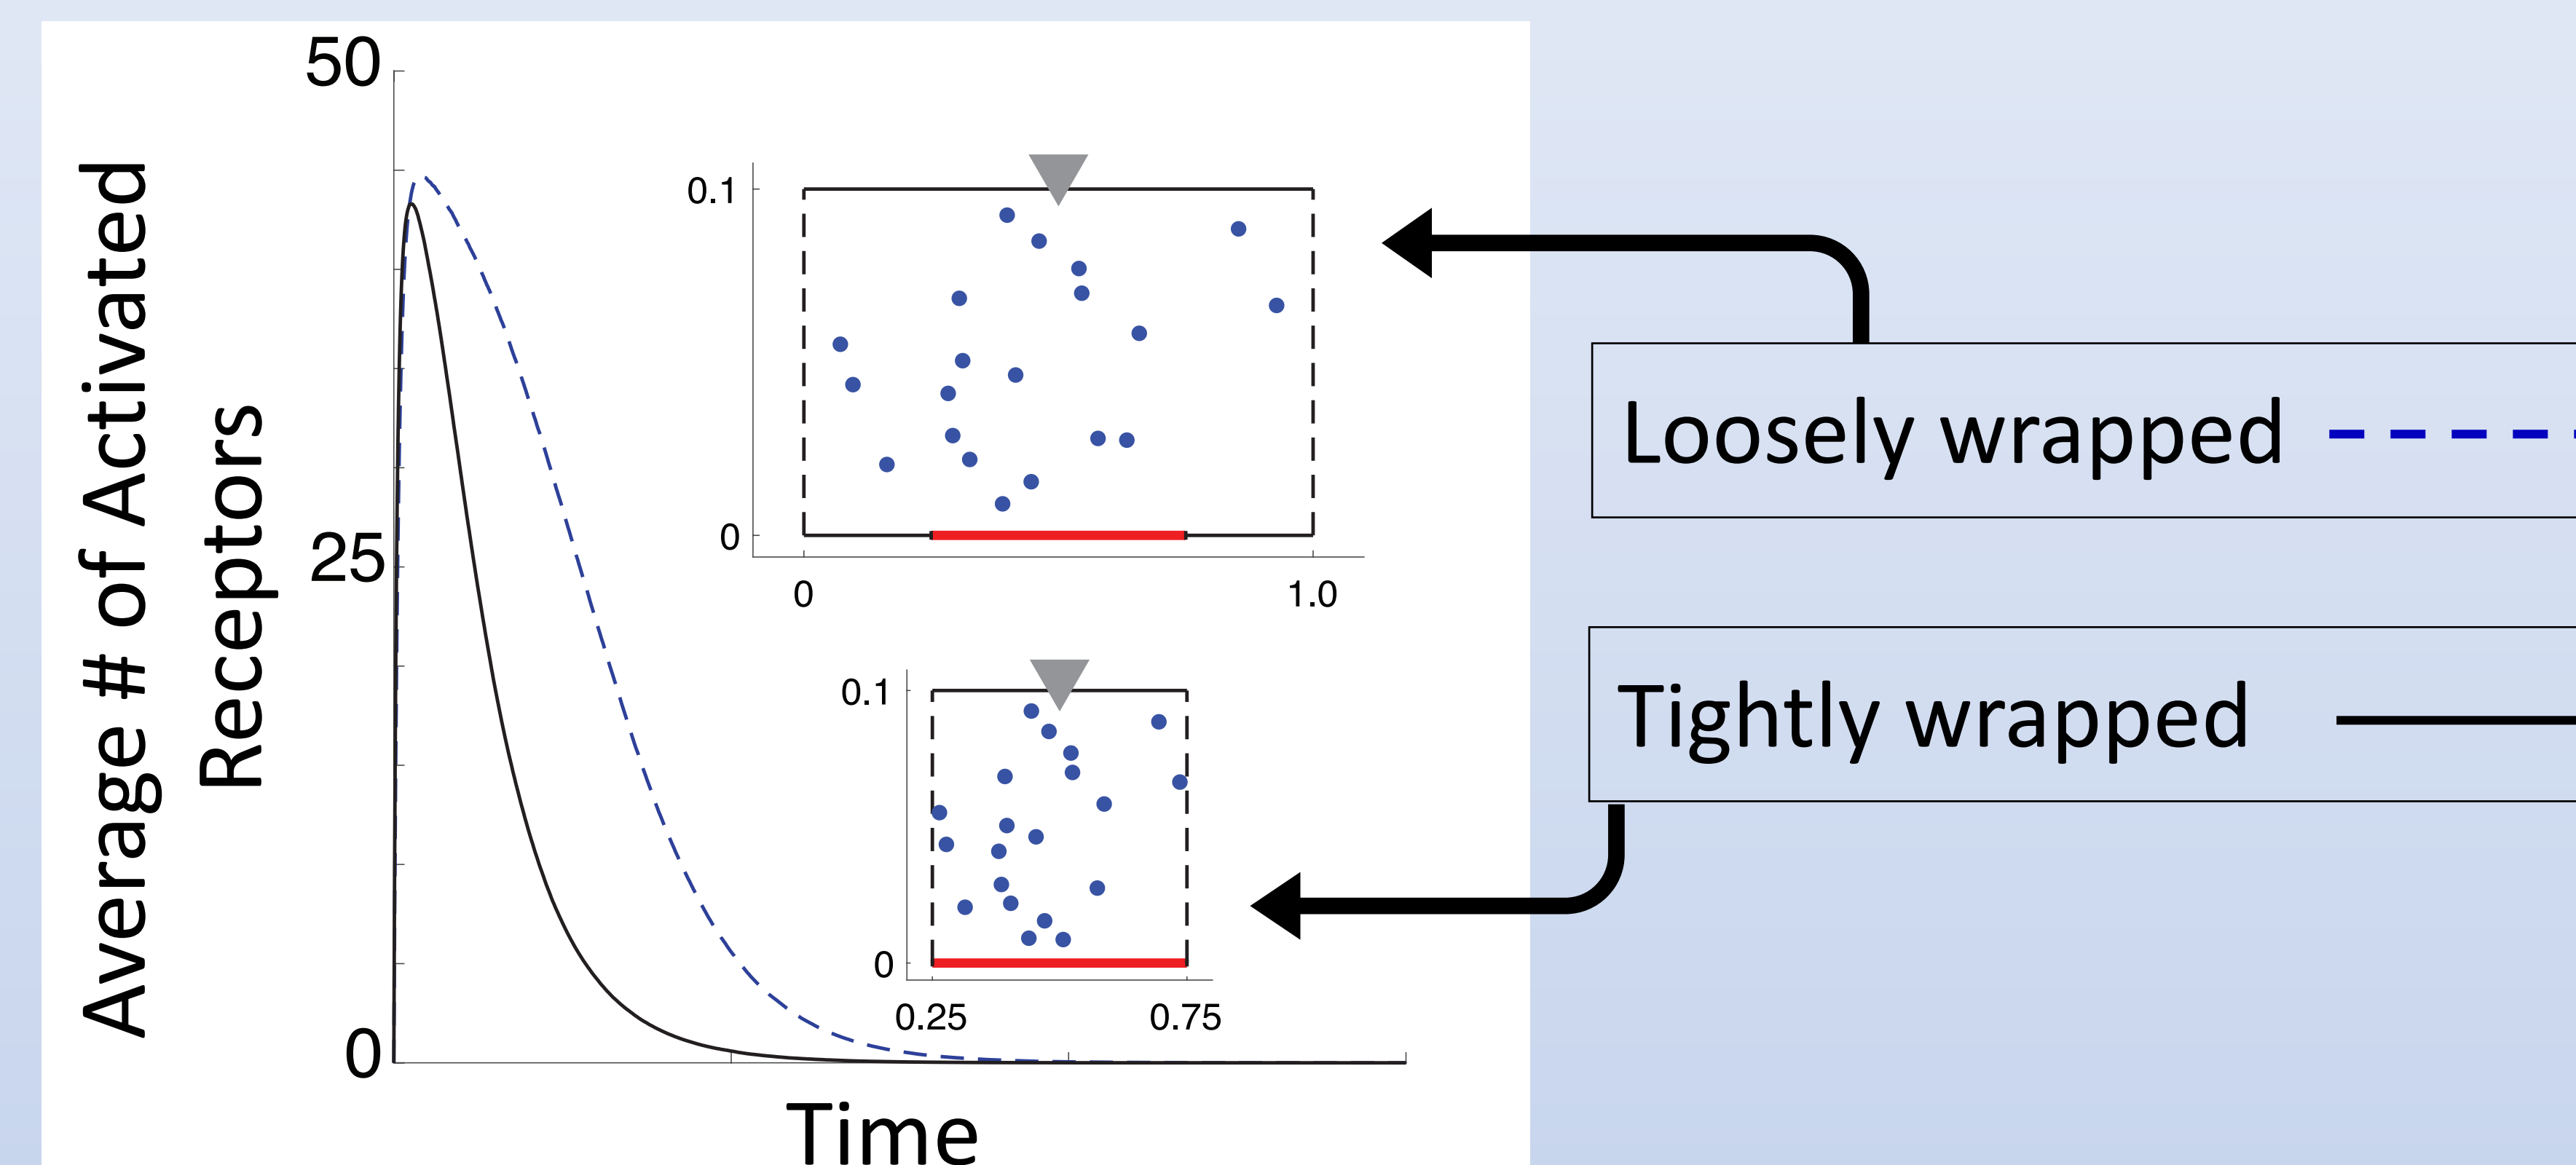 50
25
0
Average # of Activated
Receptors
Time
0.1
0
0
1.0
0.1
0
0.25
0.75
Loosely wrapped
Tightly wrapped